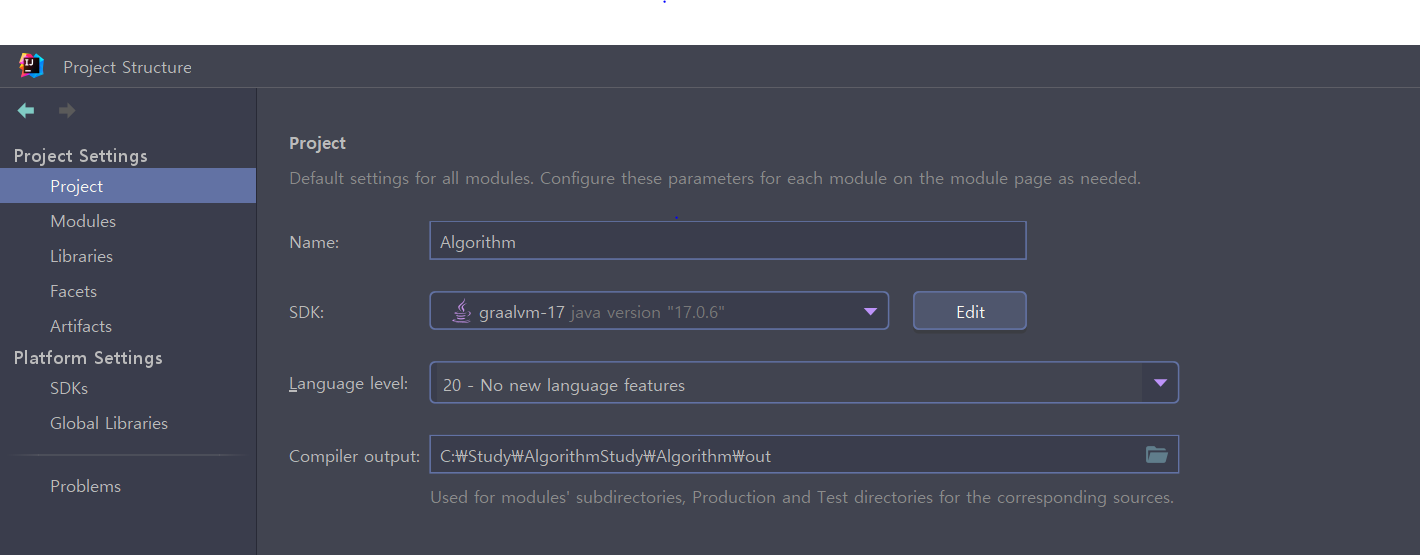 IJ
Project Structure
Project Settings
Project
Modules
Libraries
Facets
Artifacts
Platform Settings
SDKs
Global Libraries
Problems
Project
Default settings for all modules. Configure these parameters for each module on the module page as needed.
Name: Algorithm
SDK: graalvm-17 java version "17.0.6" Edit
Language level: 20 - No new language features
Compiler output: C:₩Study₩AlgorithmStudy₩Algorithm₩out
Used for modules' subdirectories, Production and Test directories for the corresponding sources.